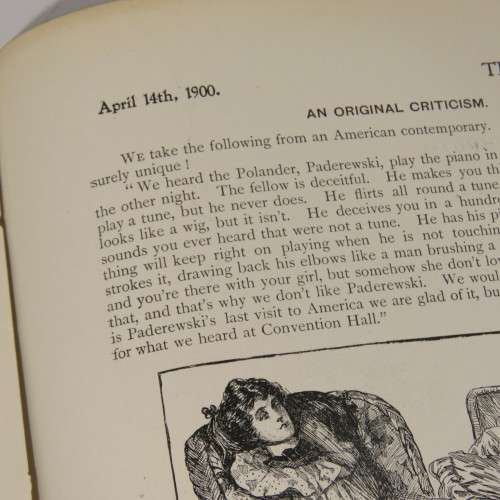 April 14th, 1900.
AN ORIGINAL CRITICISM.
WE take the following from an American contemporary.
surely unique !
"We heard the Polander, Paderewski, play the piano in
the other night. The fellow is deceitful. He makes you th
play a tune, but he never does. He flirts all round a tune
looks like a wig, but it isn't. He deceives you in a hundre
sounds you ever heard that were not a tune. He has his p
thing will keep right on playing when he is not touchin
strokes it, drawing back his elbows like a man brushing a
and you're there with your girl, but somehow she don't lov
that, and that's why we don't like Paderewski. We woul
is Paderewski's last visit to America we are glad of it, bu
for what we heard at Convention Hall."